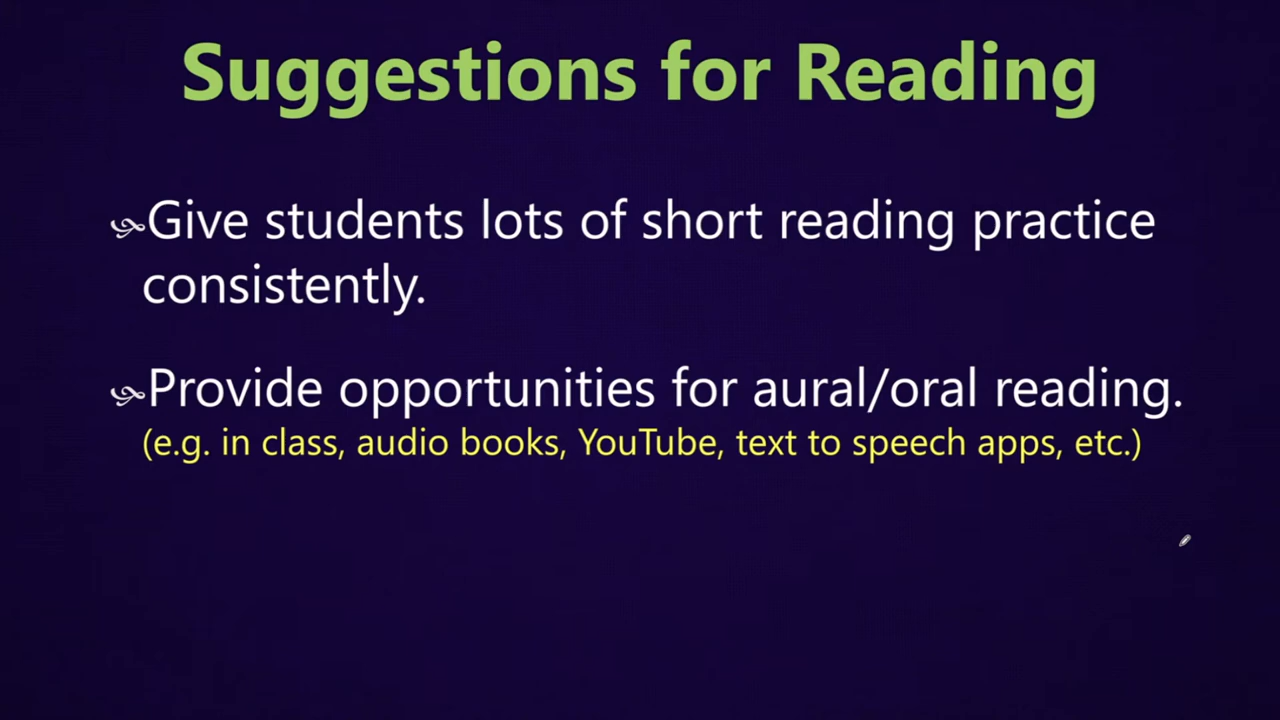 Suggestions for Reading
Give students lots of short reading practice
consistently.
Provide opportunities for aural/oral reading.
(e.g. in class, audio books, YouTube, text to speech apps, etc.)